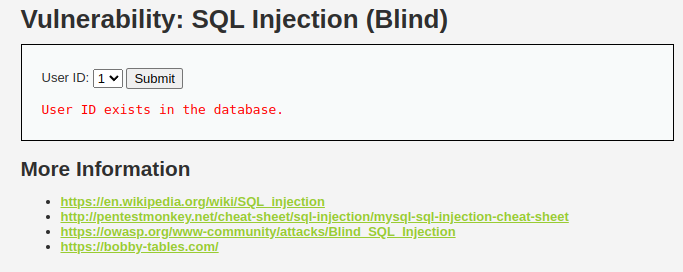 Vulnerability: SQL Injection (Blind)
User ID: 1 Submit
User ID exists in the database.
More Information
https://en.wikipedia.org/wiki/SQL_injection
http://pentestmonkey.net/cheat-sheet/sql-injection/mysql-sql-injection-cheat-sheet
https://owasp.org/www-community/attacks/Blind_SQL_Injection
https://bobby-tables.com/